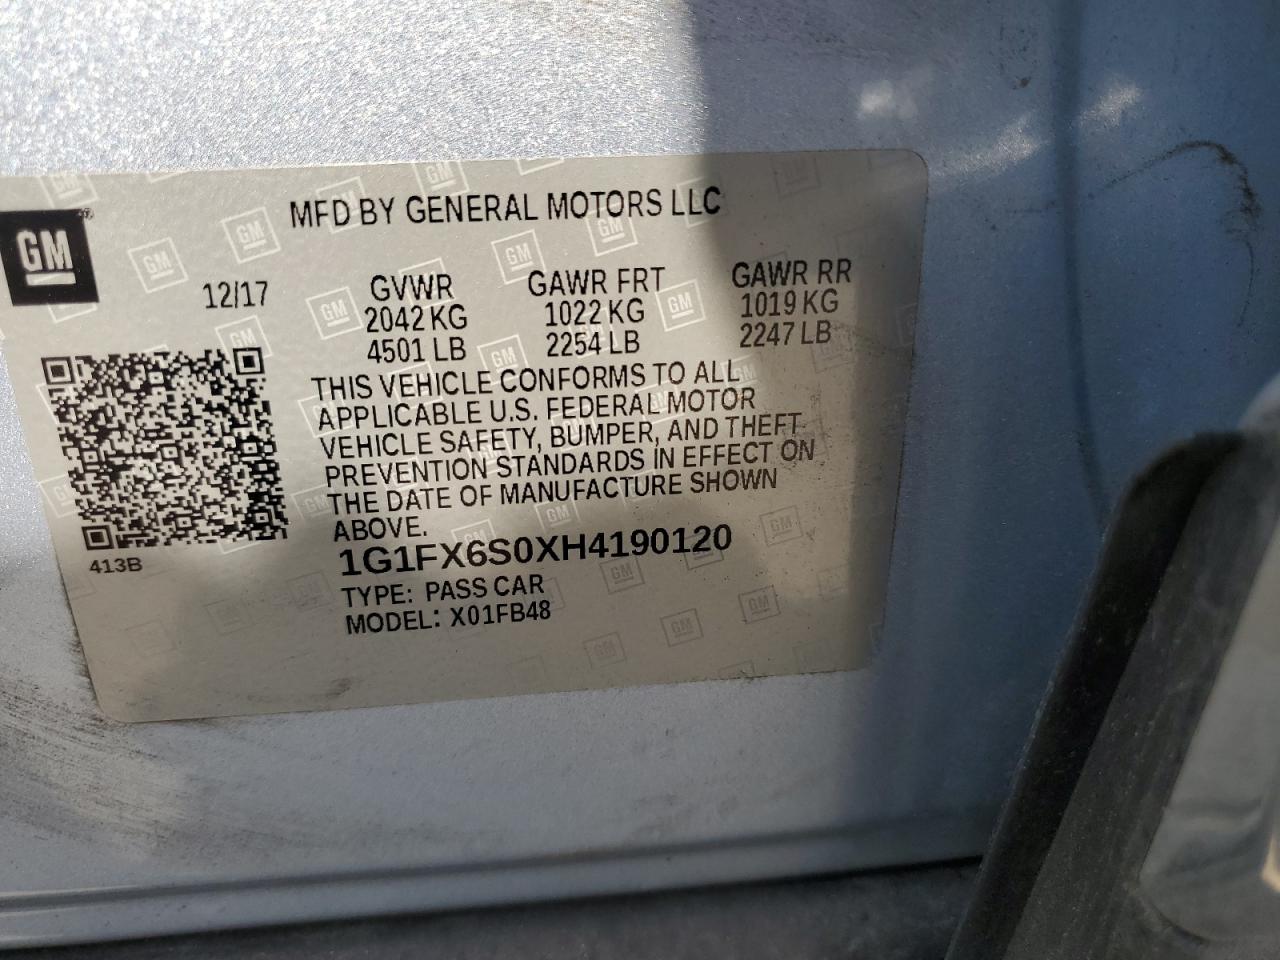 MFD BY GENERAL MOTORS LLC
GM
12/17
GVWR
2042 KG
4501 LB
GAWR FRT
1022 KG
2254 LB
GAWR RR
1019 KG
2247 LB
THIS VEHICLE CONFORMS TO ALL
APPLICABLE U.S. FEDERAL MOTOR
VEHICLE SAFETY, BUMPER, AND THEFT
PREVENTION STANDARDS IN EFFECT ON
THE DATE OF MANUFACTURE SHOWN
ABOVE.
413B
1G1FX6S0XH4190120
TYPE: PASS CAR
MODEL: X01FB48